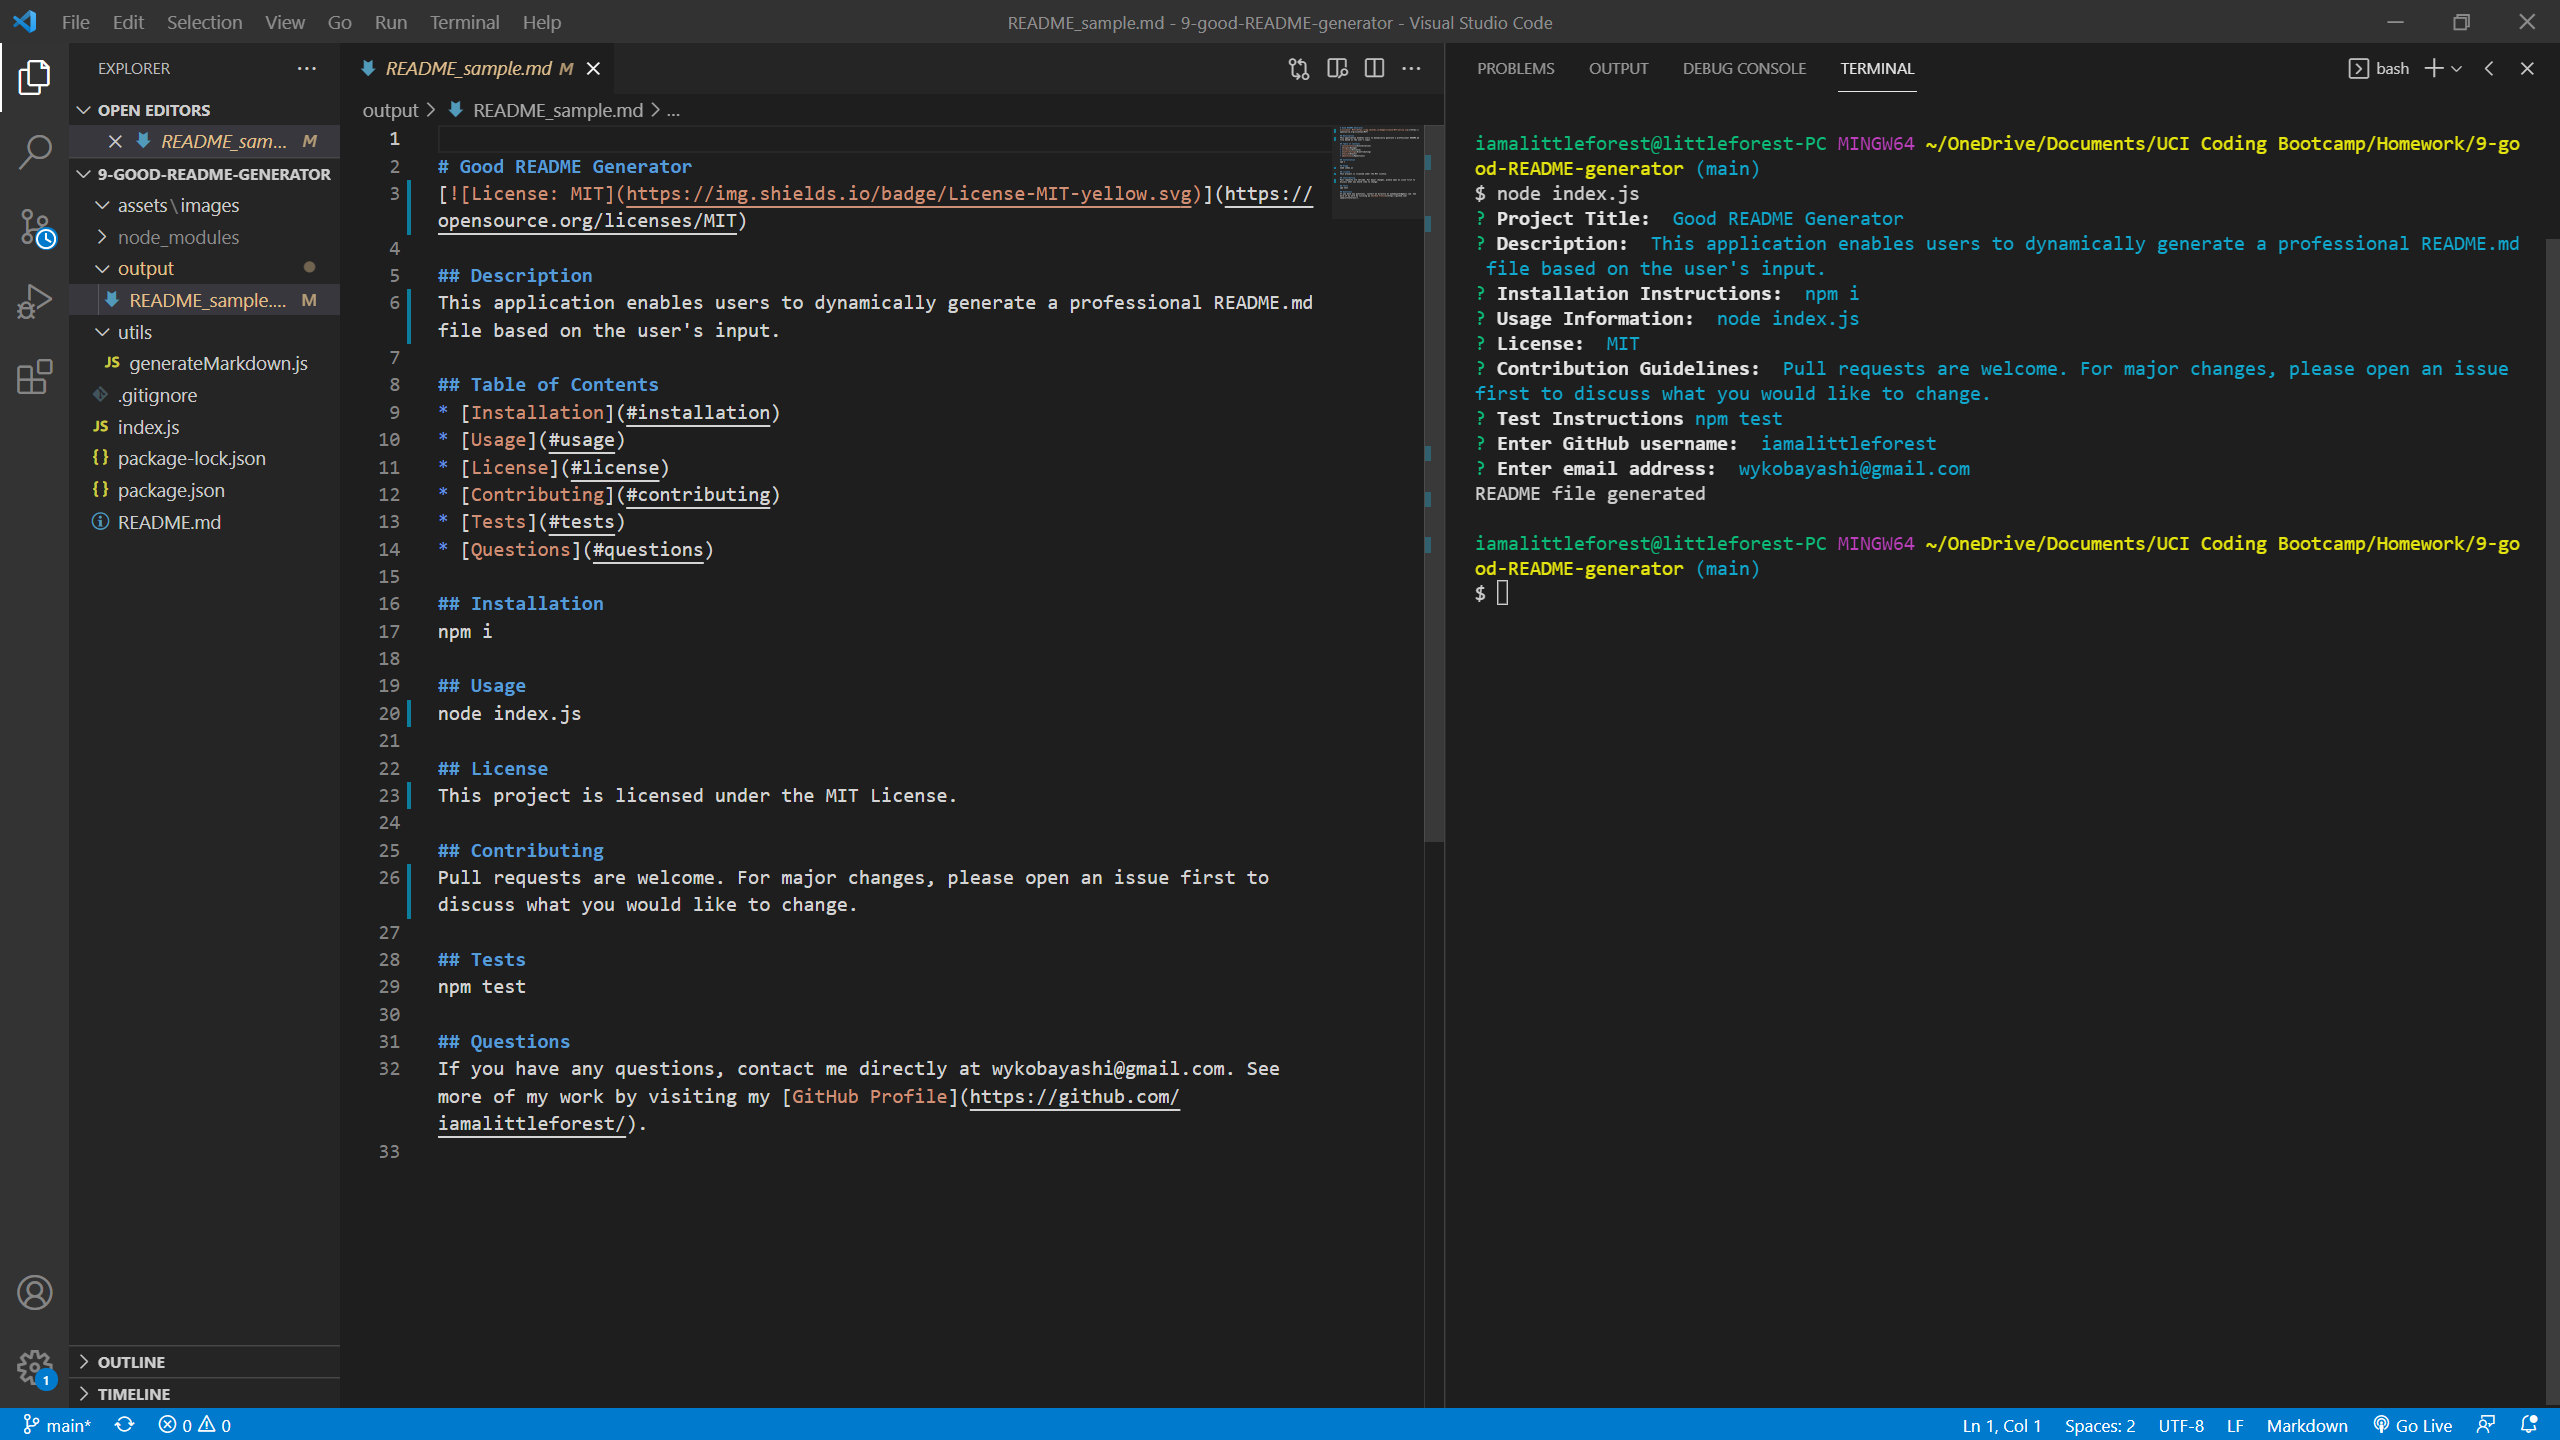 File Edit Selection View Go Run Terminal Help
README_sample.md - 9-good-README-generator - Visual Studio Code
EXPLORER
OPEN EDITORS
README_sam... M
9-GOOD-README-GENERATOR
assets\images
node_modules
output
README_sample.... M
utils
JS generateMarkdown.js
.gitignore
JS index.js
{} package-lock.json
{} package.json
README.md
OUTLINE
TIMELINE
1
README_sample.md M
output > README_sample.md > ...
1
2 # Good README Generator
3 [![License: MIT](https://img.shields.io/badge/License-MIT-yellow.svg)](https://
opensource.org/licenses/MIT)
4
5 ## Description
6 This application enables users to dynamically generate a professional README.md
file based on the user's input.
7
8 ## Table of Contents
9 * [Installation](#installation)
10 * [Usage](#usage)
11 * [License](#license)
12 * [Contributing](#contributing)
13 * [Tests](#tests)
14 * [Questions](#questions)
15
16 ## Installation
17 npm i
18
19 ## Usage
20 node index.js
21
22 ## License
23 This project is licensed under the MIT License.
24
25 ## Contributing
26 Pull requests are welcome. For major changes, please open an issue first to
discuss what you would like to change.
27
28 ## Tests
29 npm test
30
31 ## Questions
32 If you have any questions, contact me directly at wykobayashi@gmail.com. See
more of my work by visiting my [GitHub Profile](https://github.com/
iamalittleforest/).
33
PROBLEMS OUTPUT DEBUG CONSOLE TERMINAL
bash
iamalittleforest@littleforest-PC MINGW64 ~/OneDrive/Documents/UCI Coding Bootcamp/Homework/9-go
od-README-generator (main)
$ node index.js
? Project Title: Good README Generator
? Description: This application enables users to dynamically generate a professional README.md
file based on the user's input.
? Installation Instructions: npm i
? Usage Information: node index.js
? License: MIT
? Contribution Guidelines: Pull requests are welcome. For major changes, please open an issue
first to discuss what you would like to change.
? Test Instructions npm test
? Enter GitHub username: iamalittleforest
? Enter email address: wykobayashi@gmail.com
README file generated
iamalittleforest@littleforest-PC MINGW64 ~/OneDrive/Documents/UCI Coding Bootcamp/Homework/9-go
od-README-generator (main)
$
main* 0 0
Ln 1, Col 1 Spaces: 2 UTF-8 LF Markdown Go Live